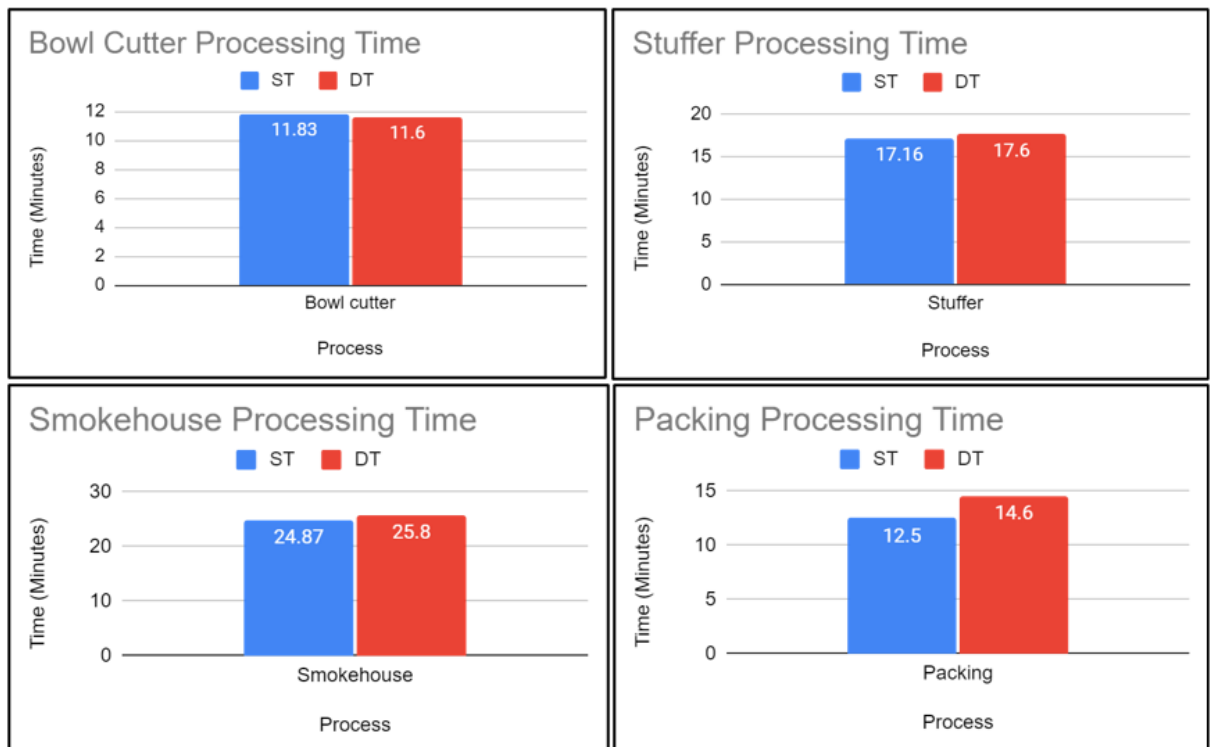 Bowl Cutter Processing Time
ST DT
12
10
8
6
4
2
0
Time (Minutes)
11.83 11.6
Bowl cutter
Process
Stuffer Processing Time
ST DT
20
15
10
5
0
Time (Minutes)
17.16 17.6
Stuffer
Process
Smokehouse Processing Time
ST DT
30
20
10
0
Time (Minutes)
24.87 25.8
Smokehouse
Process
Packing Processing Time
ST DT
15
10
5
0
Time (Minutes)
12.5 14.6
Packing
Process